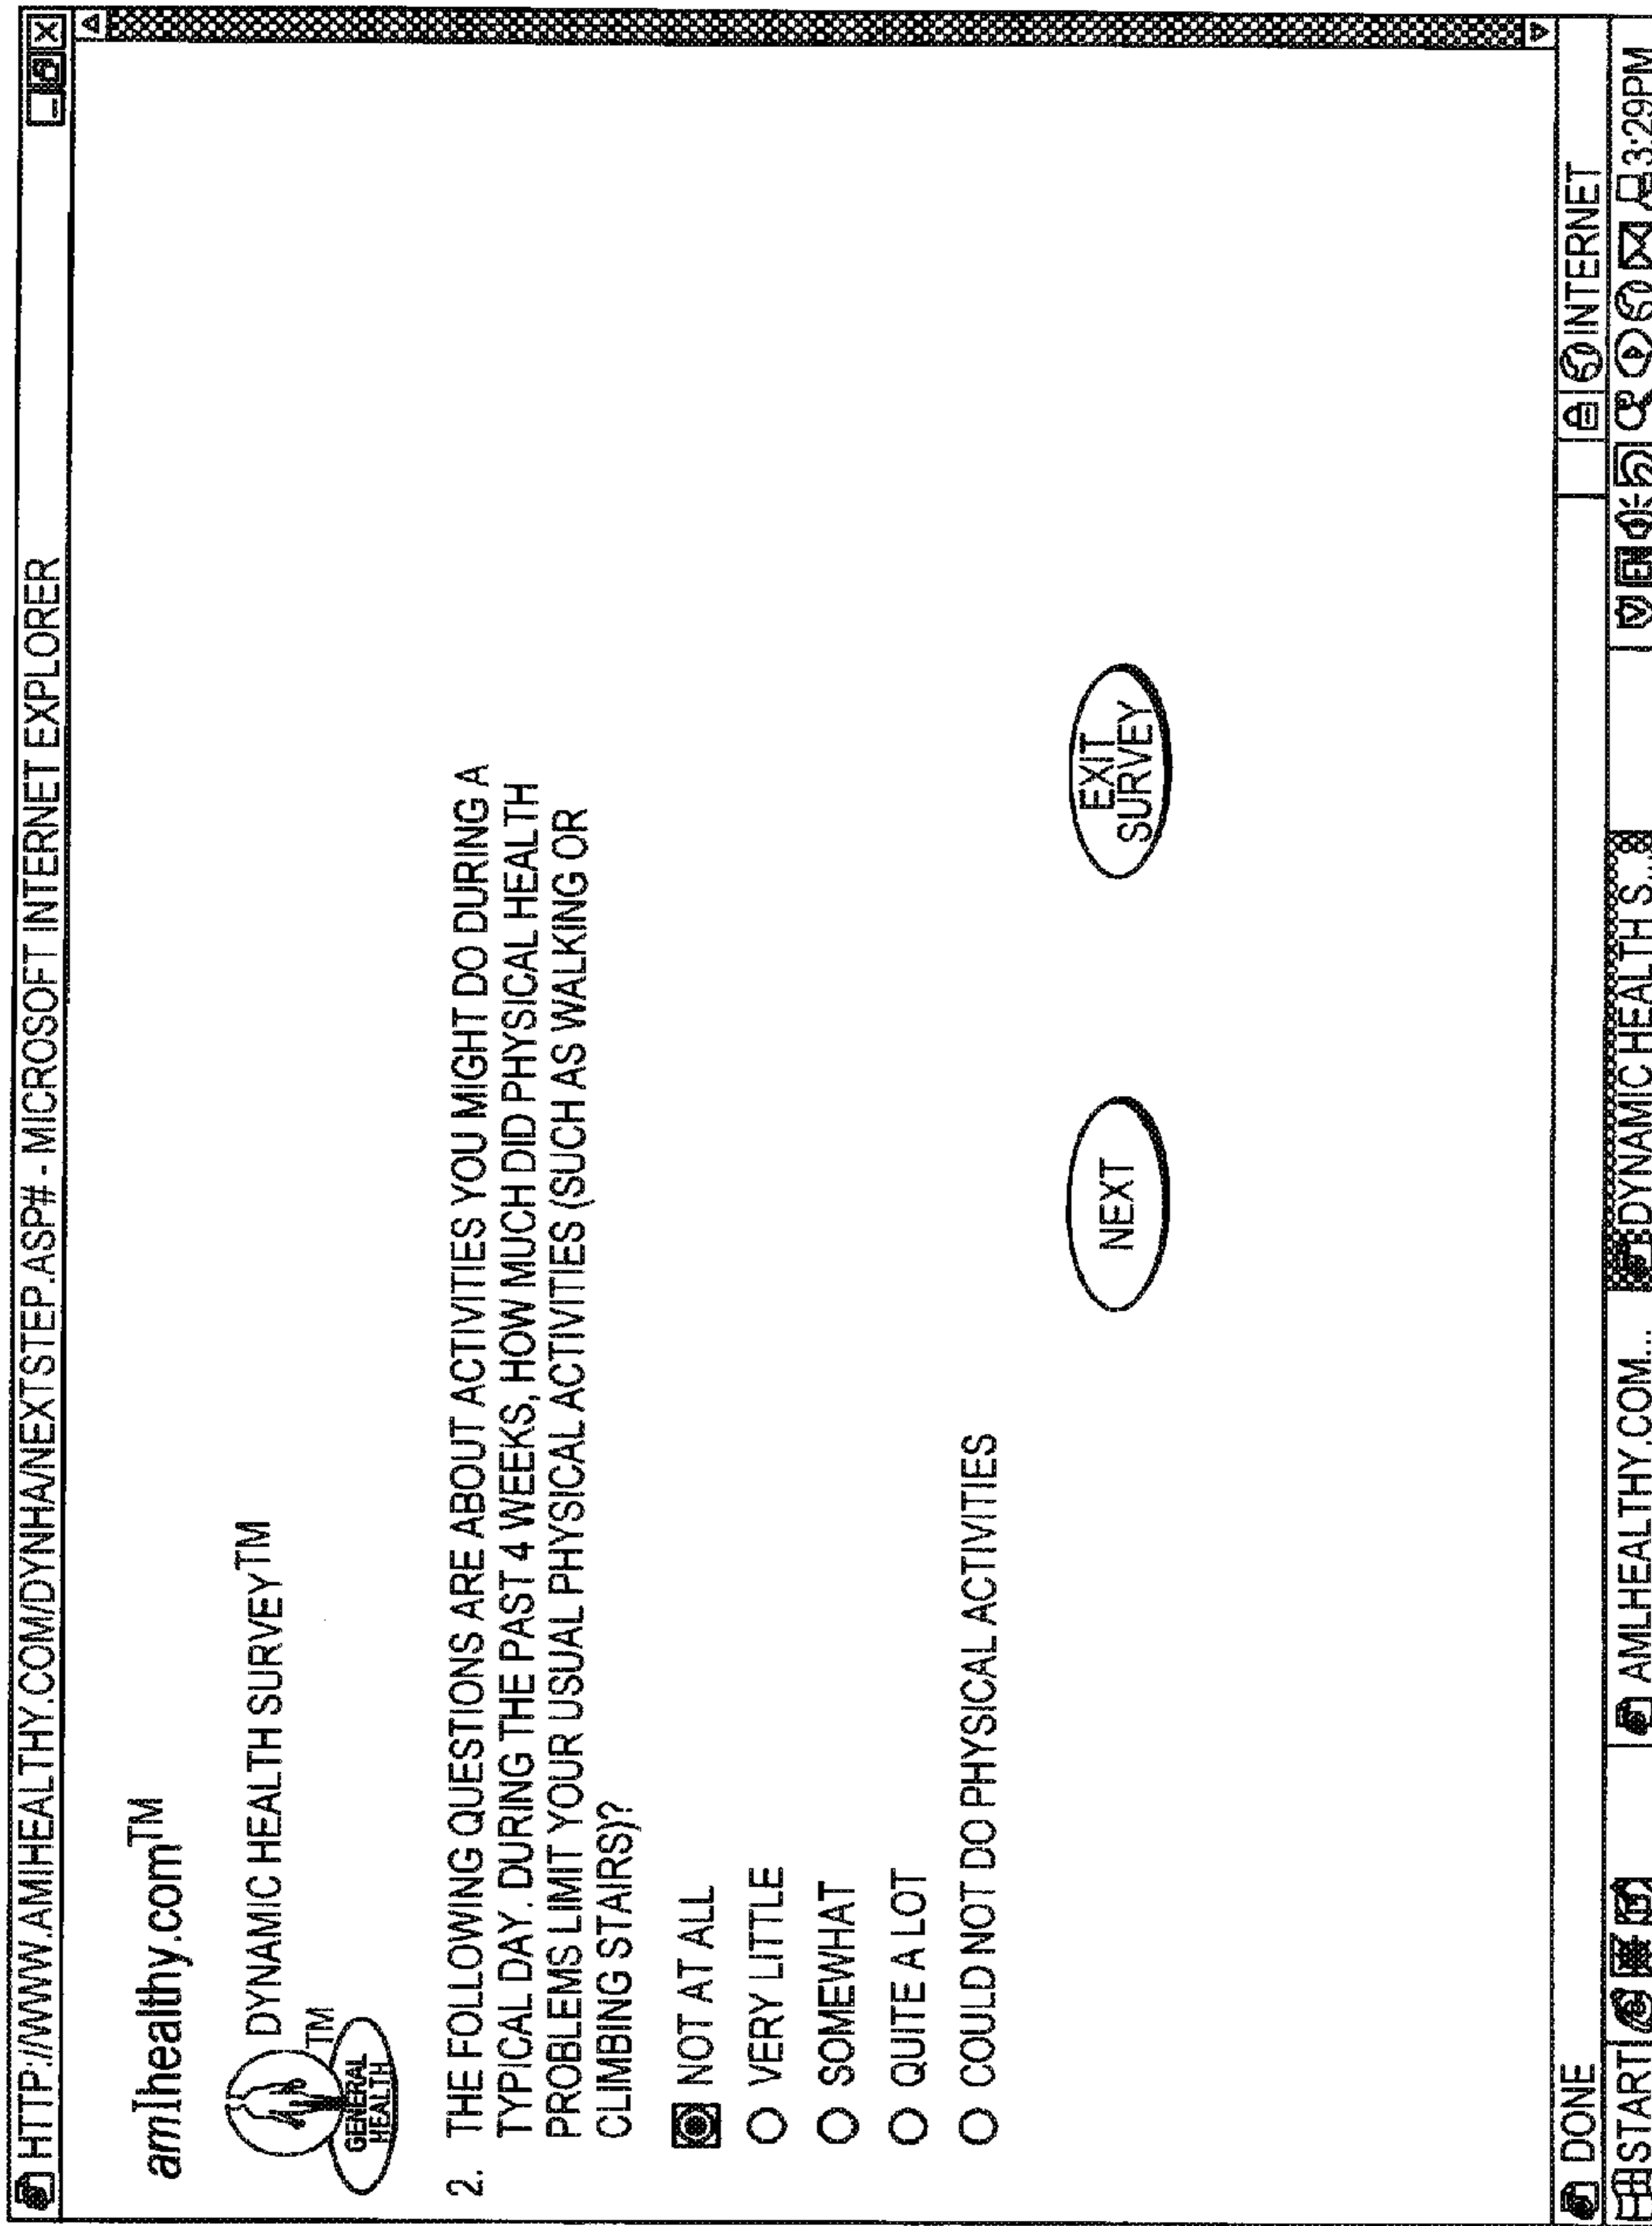 HTTP://WWW.AMIHEALTHY.COM/DYNHA/NEXTSTEP.ASP# - MICROSOFT INTERNET EXPLORER
amIhealthy.com™
DYNAMIC HEALTH SURVEY™
TM
GENERAL
HEALTH
2. THE FOLLOWING QUESTIONS ARE ABOUT ACTIVITIES YOU MIGHT DO DURING A
TYPICAL DAY. DURING THE PAST 4 WEEKS, HOW MUCH DID PHYSICAL HEALTH
PROBLEMS LIMIT YOUR USUAL PHYSICAL ACTIVITIES (SUCH AS WALKING OR
CLIMBING STAIRS)?
NOT AT ALL
VERY LITTLE
SOMEWHAT
QUITE A LOT
COULD NOT DO PHYSICAL ACTIVITIES
NEXT
EXIT
SURVEY
DONE
INTERNET
START
AMLHEALTHY.COM...
DYNAMIC HEALTH S...
EN
3:29PM